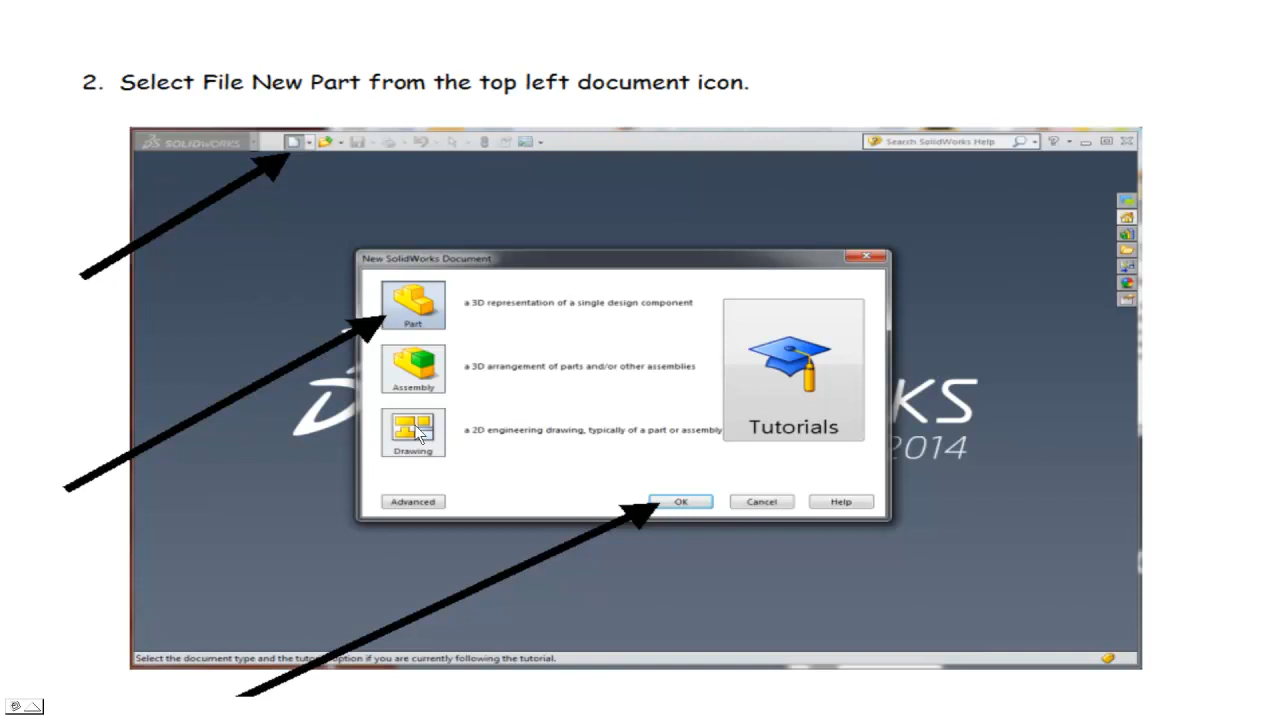 2. Select File New Part from the top left document icon.
SOLIDWORKS
Search SolidWorks Help
New SolidWorks Document
Part
a 3D representation of a single design component
Assembly
a 3D arrangement of parts and/or other assemblies
Drawing
a 2D engineering drawing, typically of a part or assembly
Tutorials
KS
2014
Advanced
OK
Cancel
Help
Select the document type and the tutorial option if you are currently following the tutorial.